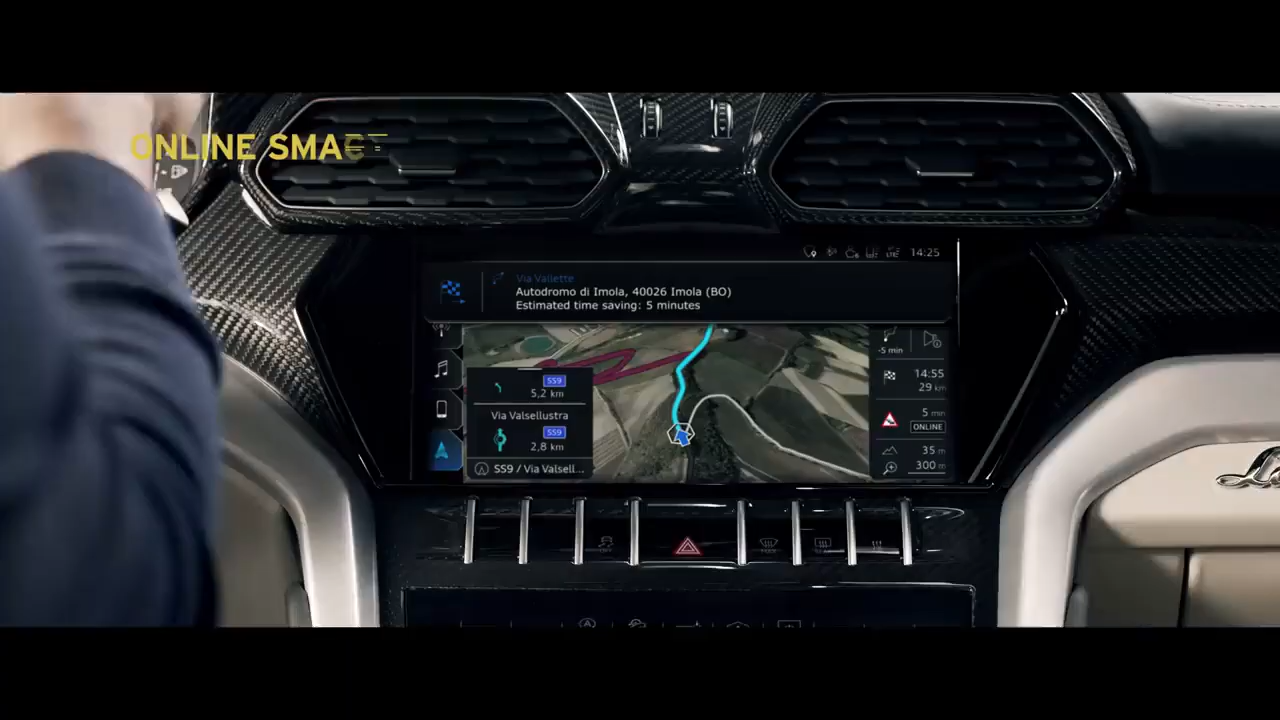 ONLINE SMA
14:25
Via Vallette
Autodromo di Imola, 40026 Imola (BO)
Estimated time saving: 5 minutes
-5 min
SS9
5,2 km
14:55
29 km
Via Valsellustra
SS9
2,8 km
5 min
ONLINE
SS9 / Via Valsell...
35 m
300 m